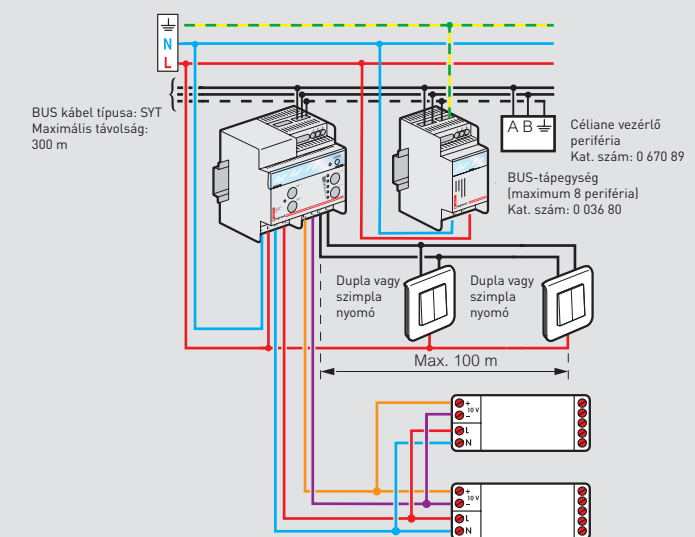 N
L
BUS kábel típusa: SYT
Maximális távolság:
300 m
A B
Céliane vezérlő
periféria
Kat. szám: 0 670 89
BUS-tápegység
(maximum 8 periféria)
Kat. szám: 0 036 80
Dupla vagy
szimpla
nyomó
Dupla vagy
szimpla
nyomó
Max. 100 m
+
10 V
–
L
N
+
10 V
–
L
N